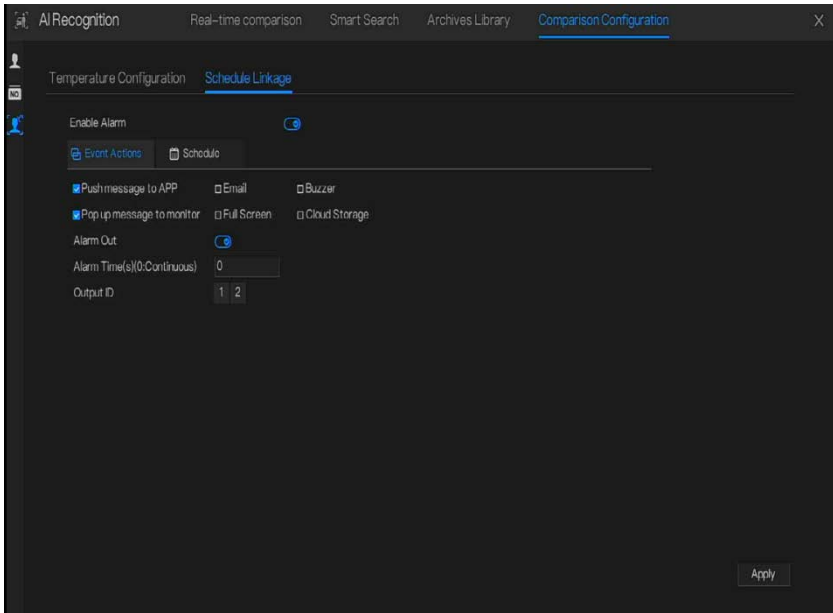 AI Recognition Real-time comparison Smart Search Archives Library Comparison Configuration X
NO
Temperature Configuration Schedule Linkage
Enable Alarm
Event Actions Schedule
Push message to APP Email Buzzer
Pop up message to monitor Full Screen Cloud Storage
Alarm Out
Alarm Time(s)(0:Continuous) 0
Output ID 1 2
Apply